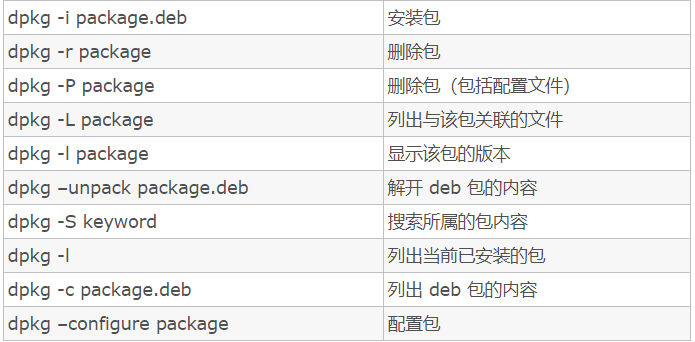 dpkg -i package.deb 安装包
dpkg -r package 删除包
dpkg -P package 删除包（包括配置文件）
dpkg -L package 列出与该包关联的文件
dpkg -l package 显示该包的版本
dpkg –unpack package.deb 解开 deb 包的内容
dpkg -S keyword 搜索所属的包内容
dpkg -l 列出当前已安装的包
dpkg -c package.deb 列出 deb 包的内容
dpkg –configure package 配置包